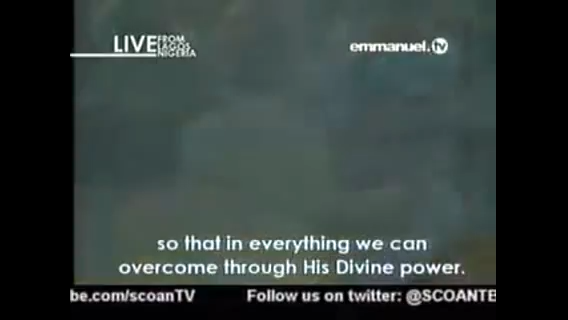 LIVE FROM LAGOS NIGERIA
emmanuel.tv
so that in everything we can
overcome through His Divine power.
be.com/scoanTV Follow us on twitter: @SCOANTB